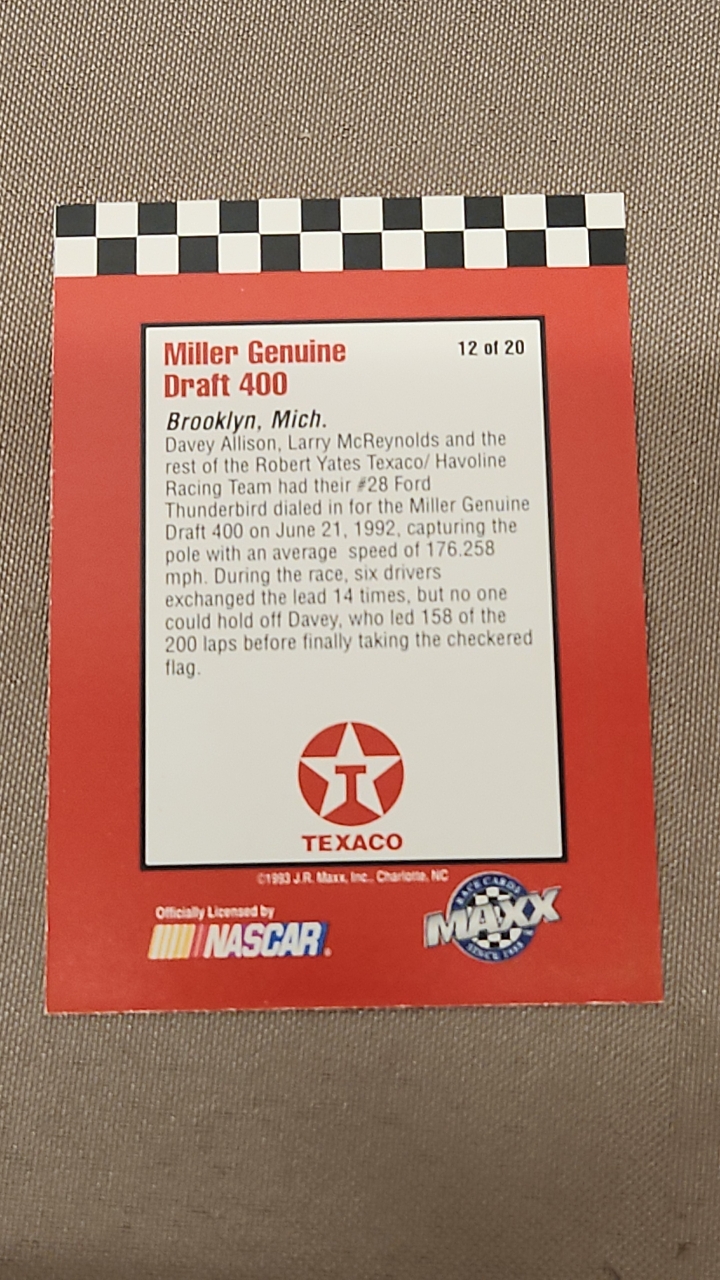 Miller Genuine
Draft 400
12 of 20
Brooklyn, Mich.
Davey Allison, Larry McReynolds and the
rest of the Robert Yates Texaco/ Havoline
Racing Team had their #28 Ford
Thunderbird dialed in for the Miller Genuine
Draft 400 on June 21, 1992, capturing the
pole with an average speed of 176.258
mph. During the race, six drivers
exchanged the lead 14 times, but no one
could hold off Davey, who led 158 of the
200 laps before finally taking the checkered
flag.
T
TEXACO
©1993 J.R. Maxx, Inc., Charlotte, NC
Officially Licensed by
NASCAR
RACE CARDS
MAXX
SINCE 1988